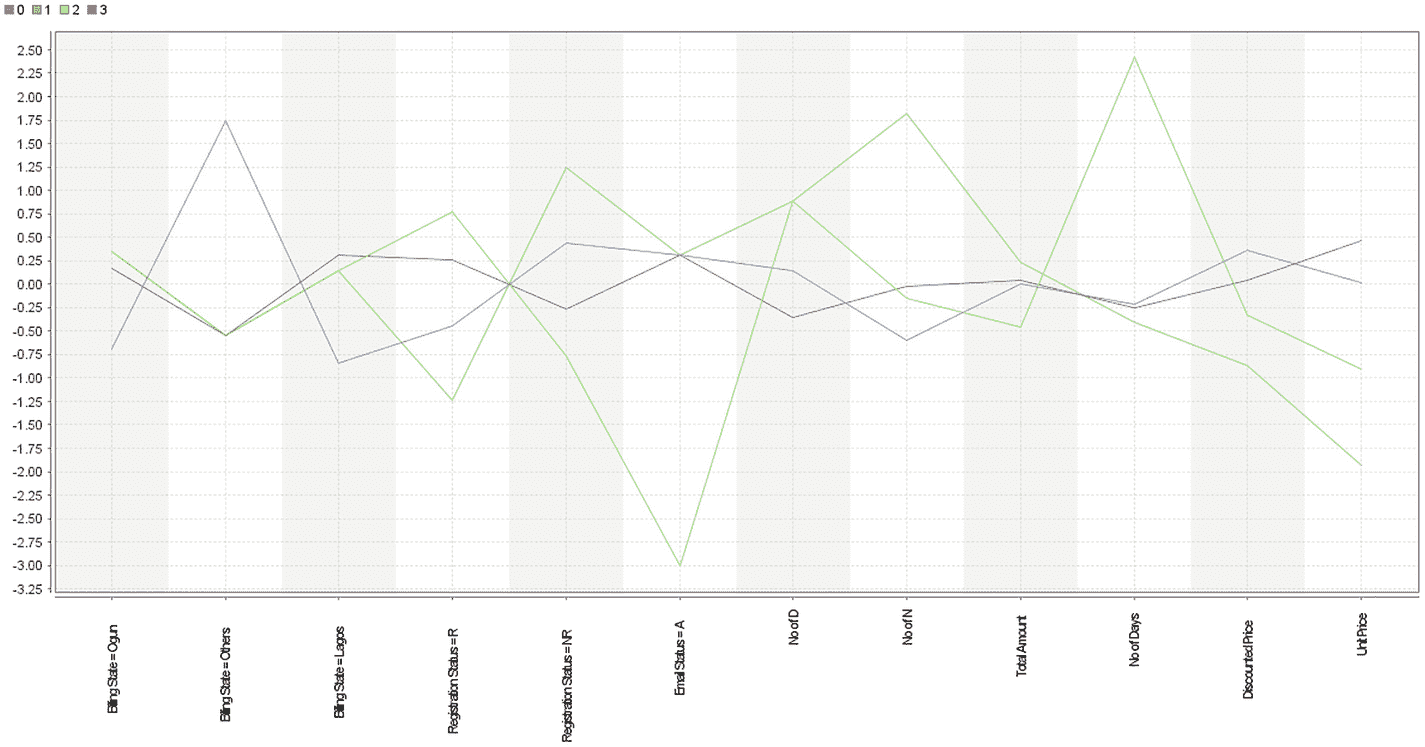 0 1 2 3
2.50
2.25
2.00
1.75
1.50
1.25
1.00
0.75
0.50
0.25
0.00
-0.25
-0.50
-0.75
-1.00
-1.25
-1.50
-1.75
-2.00
-2.25
-2.50
-2.75
-3.00
-3.25
Billing State = Ogun
Billing State = Others
Billing State = Lagos
Registration Status = R
Registration Status = NR
Email Status = A
No of D
No of N
Total Amount
No of Days
Discounted Price
Unit Price